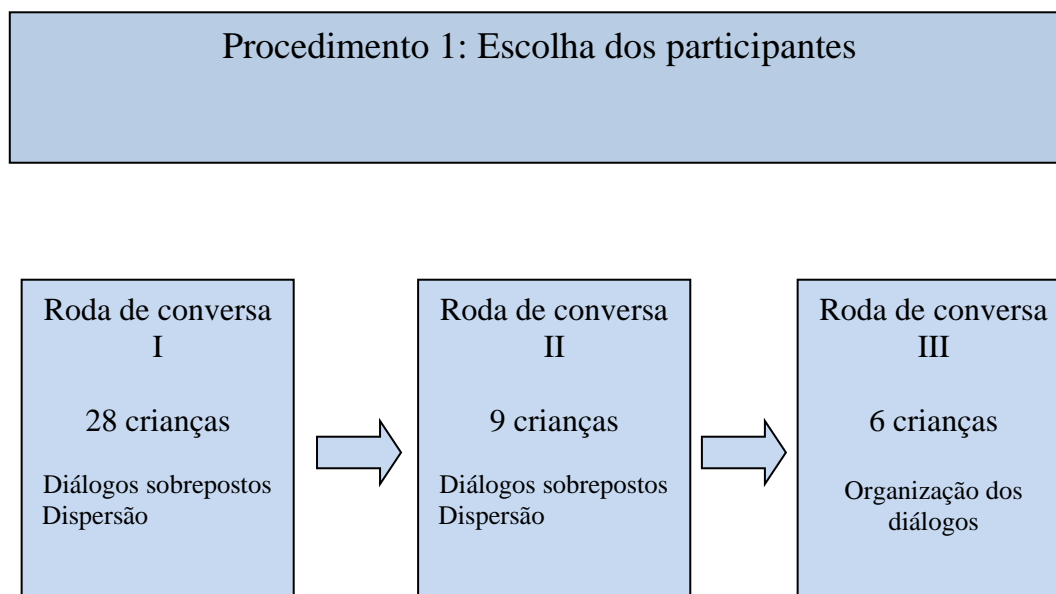 Procedimento 1: Escolha dos participantes
Roda de conversa
I
28 crianças
Diálogos sobrepostos
Dispersão
Roda de conversa
II
9 crianças
Diálogos sobrepostos
Dispersão
Roda de conversa
III
6 crianças
Organização dos
diálogos